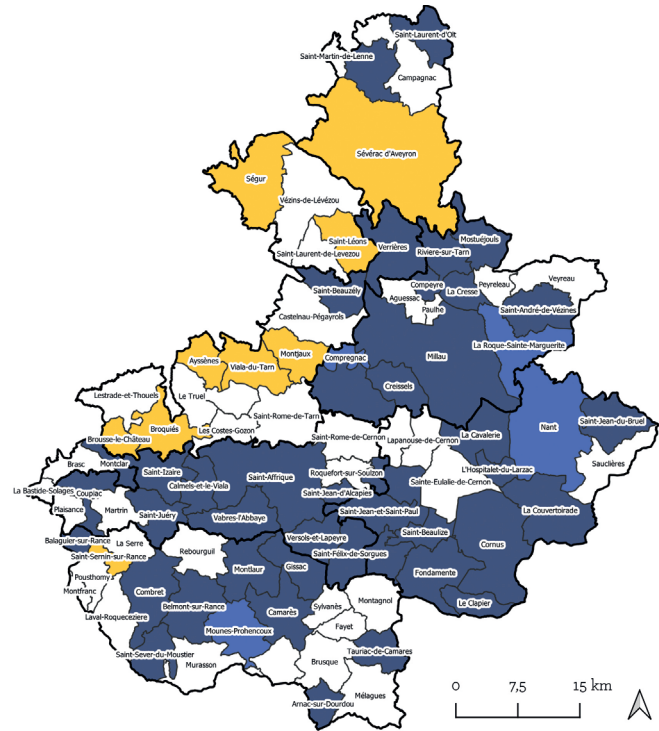 Saint-Laurent-d'Olt
Saint-Martin-de-Lenne
Campagnac
Sévérac d'Aveyron
Ségur
Vézins-de-Lévézou
Saint-Léons
Mostuéjouls
Verrières
Rivière-sur-Tarn
Saint-Laurent-de-Levezou
Veyreau
Compeyre
Peyreleau
Saint-Beauzély
La Cresse
Aguessac
Paulhe
Saint-André-de-Vézines
Castelnau-Pégayrols
La Roque-Sainte-Marguerite
Montjaux
Compregnac
Millau
Ayssènes
Viala-du-Tarn
Creissels
Lestrade-et-Thouels
Le Truel
Saint-Rome-de-Tarn
Saint-Jean-du-Bruel
Nant
Broquiés
Les Costes-Gozon
Saint-Rome-de-Cernon
La Cavalerie
Brousse-le-Château
Lapanouse-de-Cernon
Brasc
Montclar
Saint-Izaire
Saint-Affrique
Roquefort-sur-Soulzon
L'Hospitalet-du-Larzac
Sauclières
Calmels-et-le-Viala
Sainte-Eulalie-de-Cernon
La Bastide-Solages
Coupiac
Saint-Jean-d'Alcapies
Plaisance
Martrin
Saint-Juéry
Vabres-l'Abbaye
Saint-Jean-et-Saint-Paul
La Couvertoirade
Balaguier-sur-Rance
La Serre
Versols-et-Lapeyre
Saint-Beaulize
Saint-Sernin-sur-Rance
Rebourguil
Saint-Félix-de-Sorgues
Cornus
Pousthomy
Montlaur
Gissac
Fondamente
Montfranc
Combret
Montagnol
Laval-Roqueceziere
Belmont-sur-Rance
Camarès
Sylvanès
Le Clapier
Mounes-Prohencoux
Fayet
Saint-Sever-du-Moustier
Tauriac-de-Camares
Murasson
Brusque
Mélagues
Arnac-sur-Dourdou
0 7,5 15 km